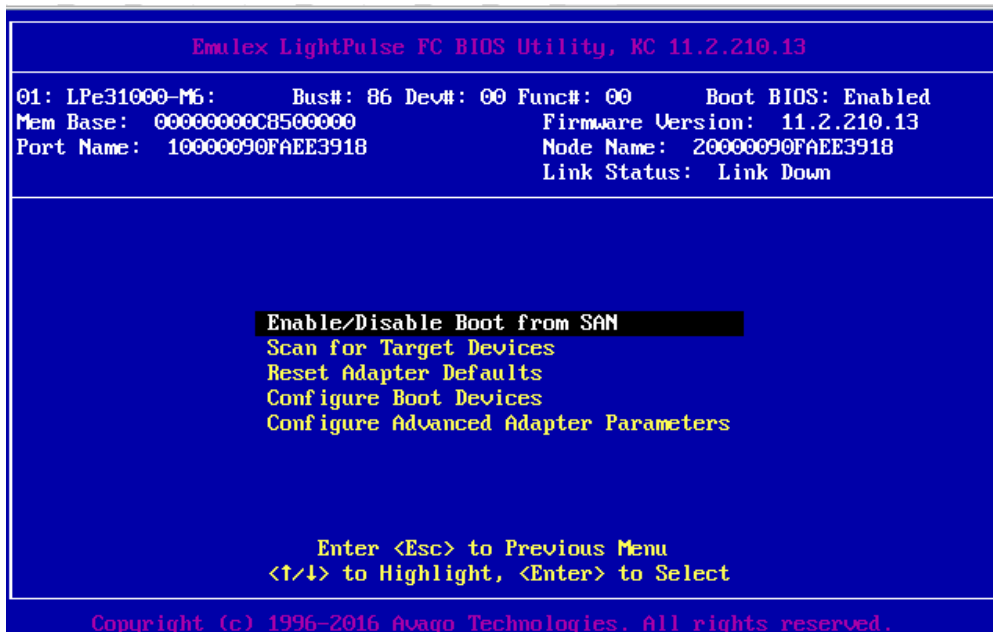 Emulex LightPulse FC BIOS Utility, KC 11.2.210.13
01: LPe31000-M6: Bus#: 86 Dev#: 00 Func#: 00 Boot BIOS: Enabled
Mem Base: 00000000C8500000 Firmware Version: 11.2.210.13
Port Name: 10000090FAEE3918 Node Name: 20000090FAEE3918
Link Status: Link Down
Enable/Disable Boot from SAN
Scan for Target Devices
Reset Adapter Defaults
Configure Boot Devices
Configure Advanced Adapter Parameters
Enter <Esc> to Previous Menu
<↑/↓> to Highlight, <Enter> to Select
Copyright (c) 1996-2016 Avago Technologies. All rights reserved.